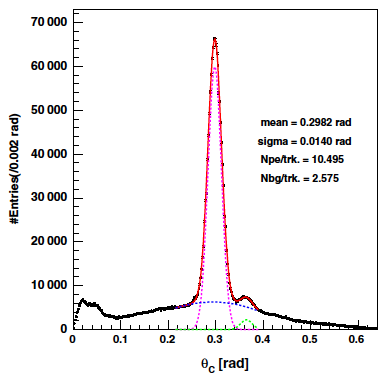 70 000
60 000
50 000
40 000
30 000
20 000
10 000
0
#Entries(/0.002 rad)
mean = 0.2982 rad
sigma = 0.0140 rad
Npe/trk. = 10.495
Nbg/trk. = 2.575
0 0.1 0.2 0.3 0.4 0.5 0.6
θc [rad]